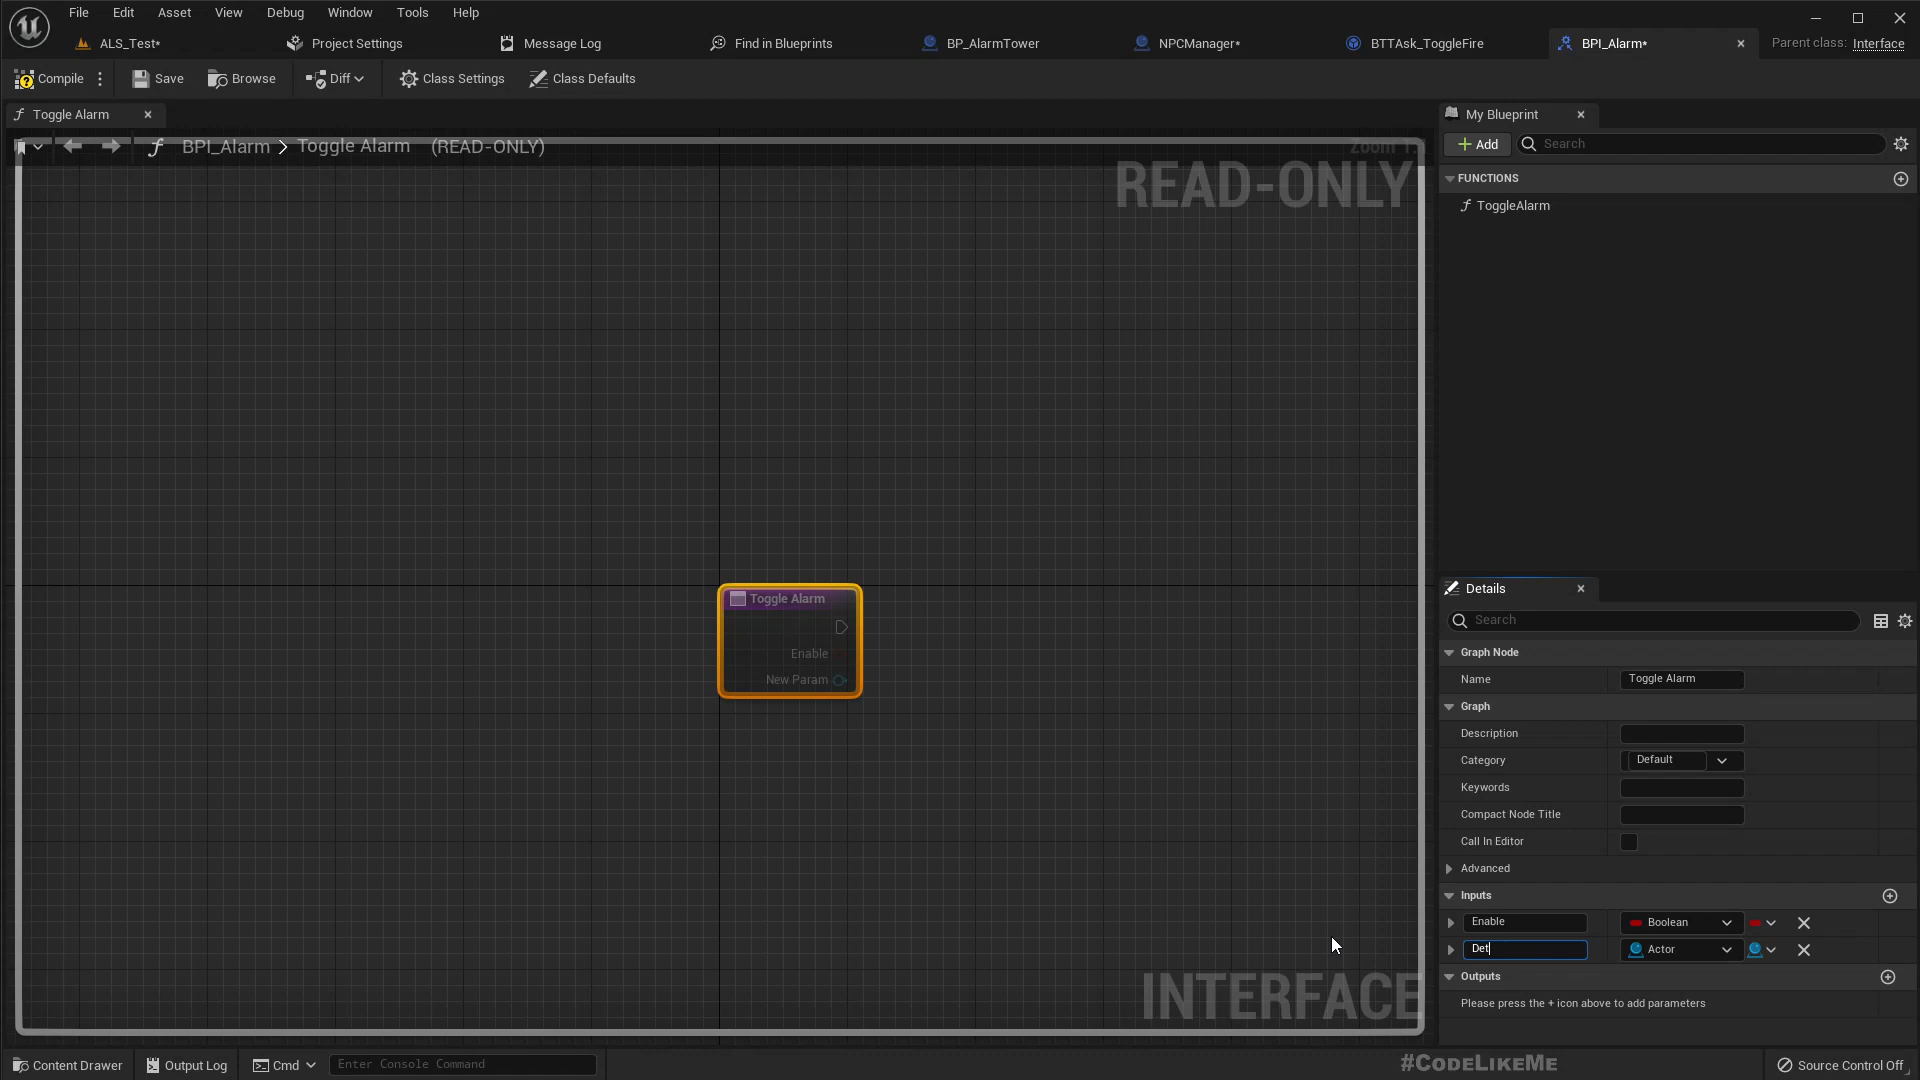 File Edit Asset View Debug Window Tools Help
ALS_Test* Project Settings Message Log Find in Blueprints BP_AlarmTower NPCManager* BTTAsk_ToggleFire BPI_Alarm* Parent class: Interface
Compile Save Browse Diff Class Settings Class Defaults
Toggle Alarm
BPI_Alarm > Toggle Alarm (READ-ONLY)
READ-ONLY
Toggle Alarm
Enable
New Param
INTERFACE
My Blueprint
+ Add Search
FUNCTIONS
ToggleAlarm
Details
Search
Graph Node
Name Toggle Alarm
Graph
Description
Category Default
Keywords
Compact Node Title
Call In Editor
Advanced
Inputs
Enable Boolean
Det Actor
Outputs
Please press the + icon above to add parameters
Content Drawer Output Log Cmd Enter Console Command #CODELIKEME Source Control Off